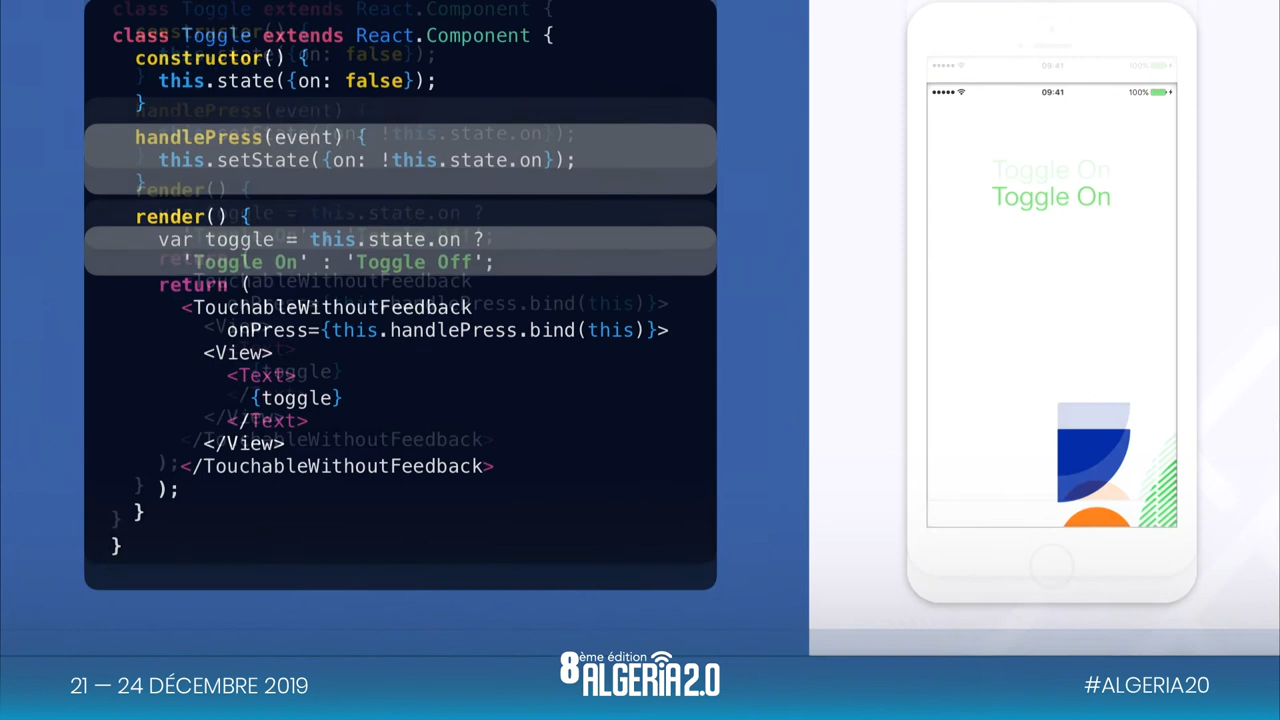 class Toggle extends React.Component {
constructor() {
this.state({on: false});
}
handlePress(event) {
this.setState({on: !this.state.on});
}
render() {
var toggle = this.state.on ?
'Toggle On' : 'Toggle Off';
return (
<TouchableWithoutFeedback
onPress={this.handlePress.bind(this)}>
<View>
<Text>
{toggle}
</Text>
</View>
</TouchableWithoutFeedback>
);
}
}
09:41
100%
09:41
100%
Toggle On
Toggle On
21 — 24 DÉCEMBRE 2019
8ème édition
ALGERiA2.0
#ALGERIA20